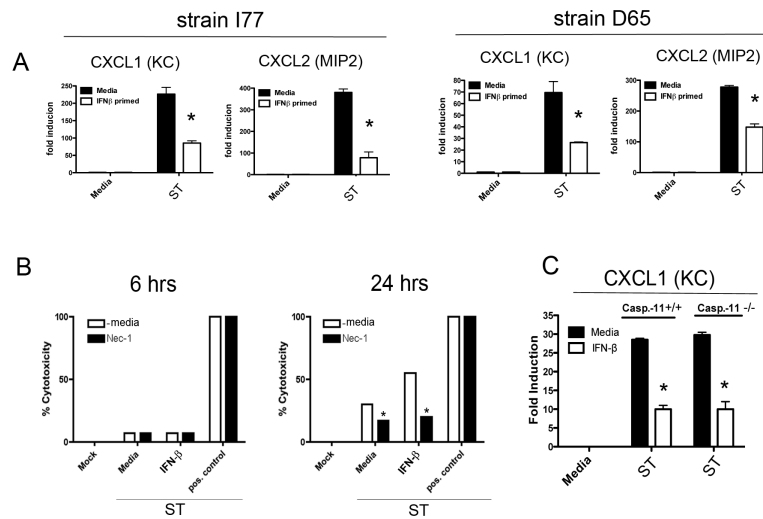 strain I77
strain D65
A
CXCL1 (KC)
CXCL2 (MIP2)
CXCL1 (KC)
CXCL2 (MIP2)
fold inducion
250
200
150
100
50
0
Media
IFNβ primed
*
Media
ST
fold inducion
400
300
200
100
0
Media
IFNβ primed
*
Media
ST
fold inducion
80
70
60
50
40
30
20
10
0
Media
IFNβ primed
*
Media
ST
fold inducion
300
200
100
0
Media
IFNβ primed
*
Media
ST
B
6 hrs
24 hrs
% Cytotoxicity
100
50
0
-media
Nec-1
Mock
Media
IFN-β
pos. control
ST
% Cytotoxicity
100
50
0
-media
Nec-1
*
*
Mock
Media
IFN-β
pos. control
ST
C
CXCL1 (KC)
Casp.-11+/+
Casp.-11 -/-
Fold Induction
35
30
25
20
15
10
5
0
Media
IFN-β
*
*
Media
ST
ST